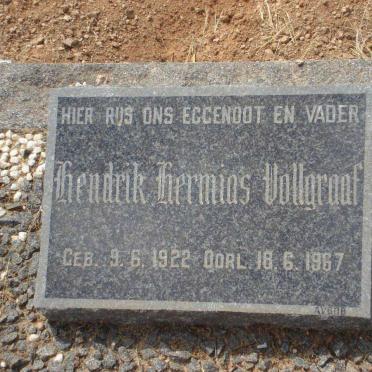 HIER RUS ONS EGGENOOT EN VADER
Hendrik Hermias Vollgraaf
GEB. 9. 6. 1922 OORL. 18. 6. 1967